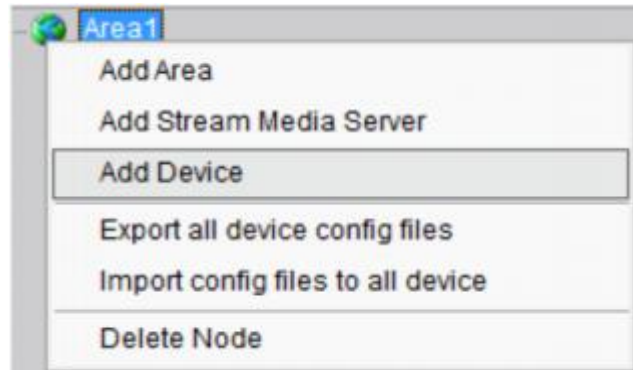 Area1
Add Area
Add Stream Media Server
Add Device
Export all device config files
Import config files to all device
Delete Node